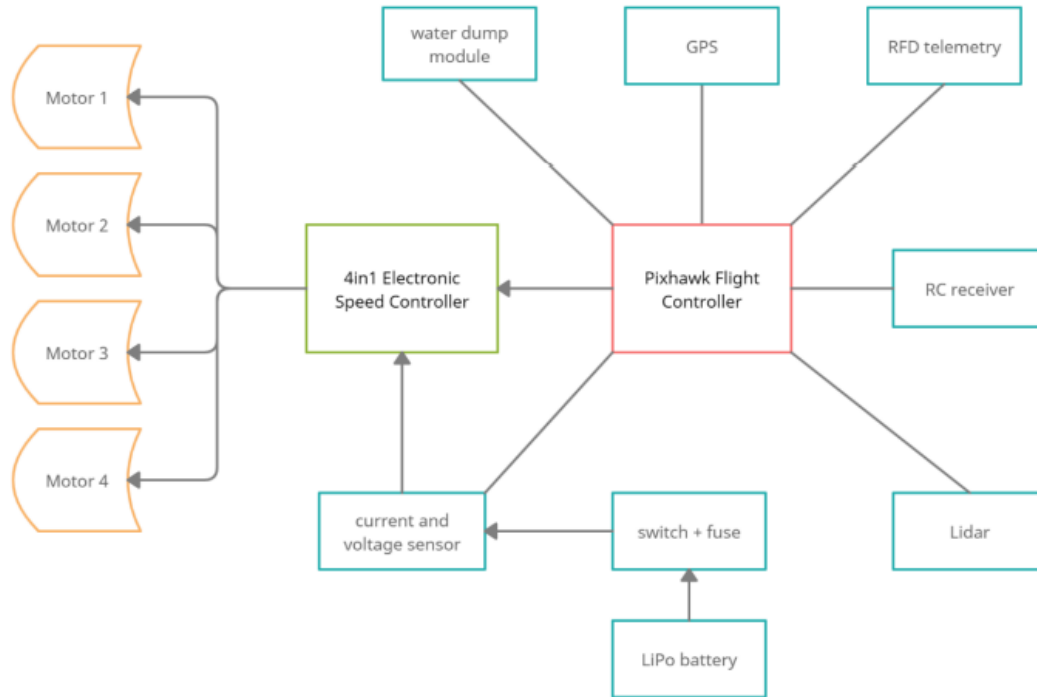 water dump
module
GPS
RFD telemetry
Motor 1
Motor 2
Motor 3
Motor 4
4in1 Electronic
Speed Controller
Pixhawk Flight
Controller
RC receiver
current and
voltage sensor
switch + fuse
Lidar
LiPo battery